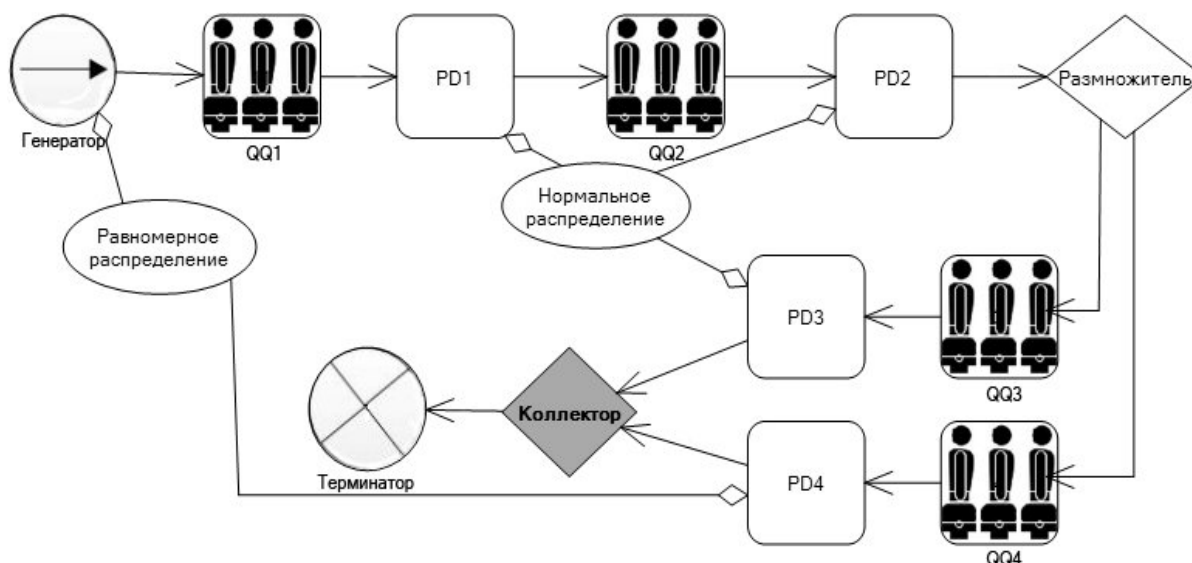 Генератор
QQ1
PD1
QQ2
PD2
Размножитель
Нормальное
распределение
Равномерное
распределение
PD3
QQ3
Коллектор
Терминатор
PD4
QQ4